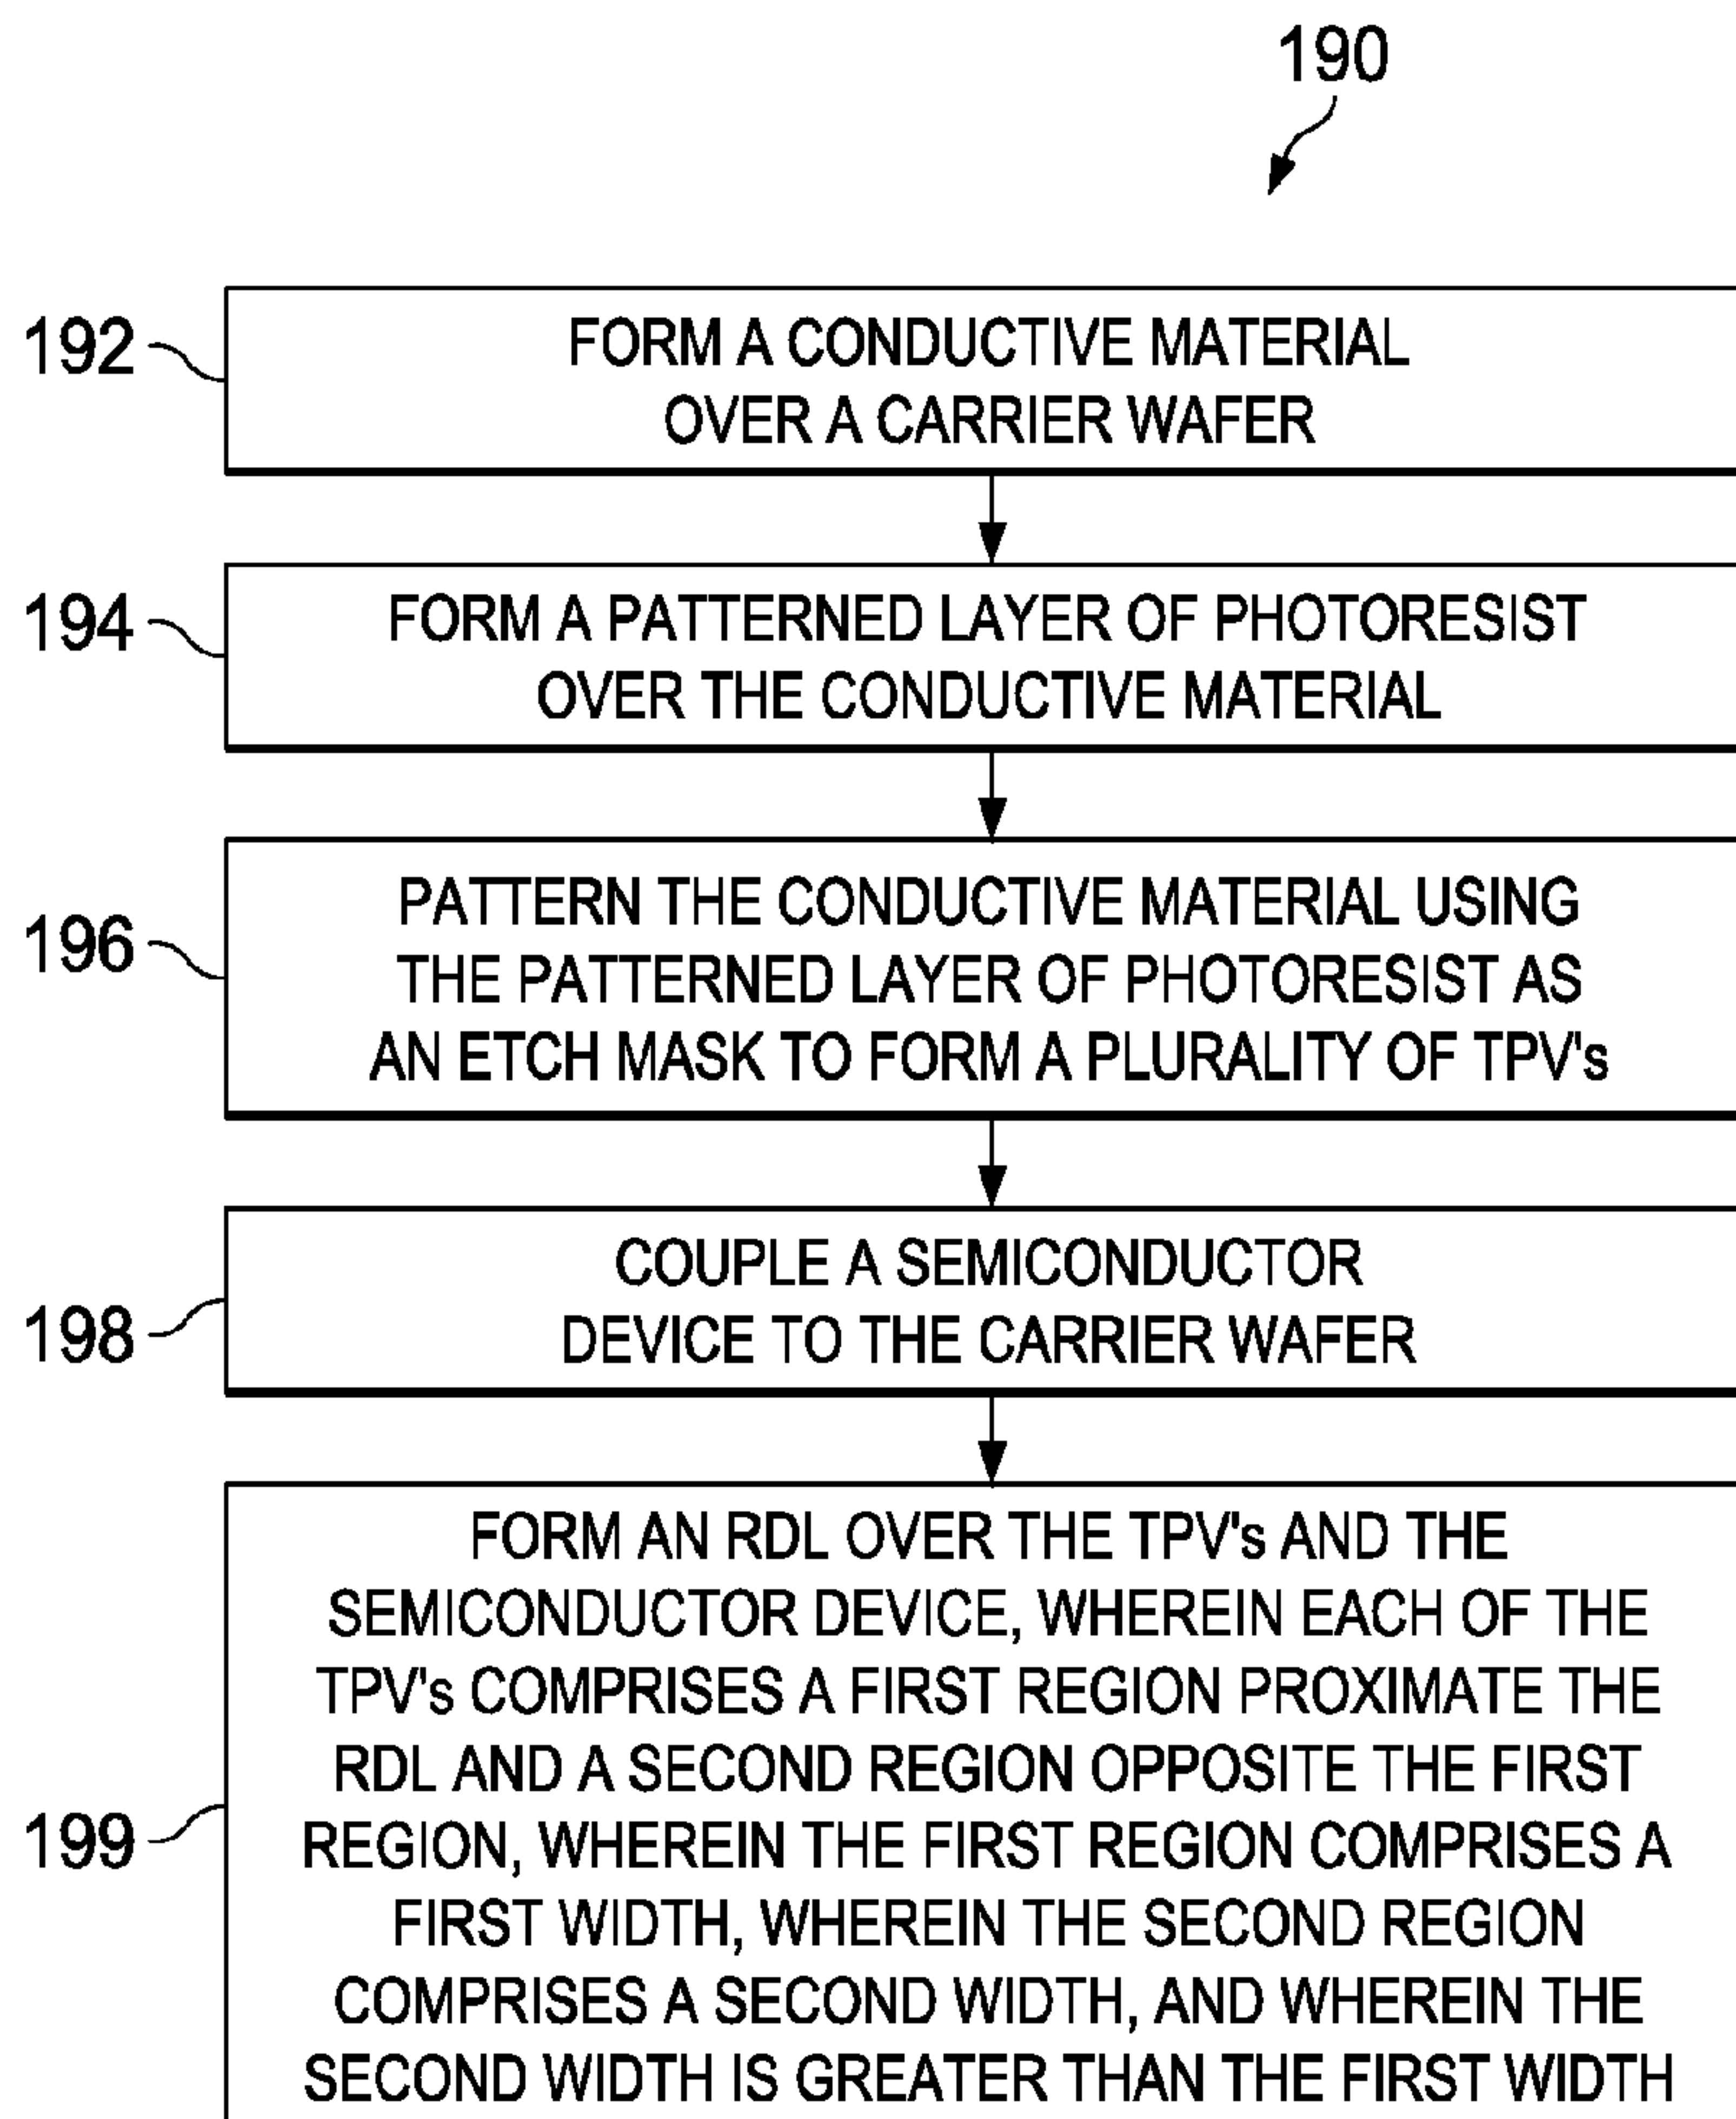 190
192
FORM A CONDUCTIVE MATERIAL
OVER A CARRIER WAFER
194
FORM A PATTERNED LAYER OF PHOTORESIST
OVER THE CONDUCTIVE MATERIAL
196
PATTERN THE CONDUCTIVE MATERIAL USING
THE PATTERNED LAYER OF PHOTORESIST AS
AN ETCH MASK TO FORM A PLURALITY OF TPV's
198
COUPLE A SEMICONDUCTOR
DEVICE TO THE CARRIER WAFER
199
FORM AN RDL OVER THE TPV's AND THE
SEMICONDUCTOR DEVICE, WHEREIN EACH OF THE
TPV's COMPRISES A FIRST REGION PROXIMATE THE
RDL AND A SECOND REGION OPPOSITE THE FIRST
REGION, WHEREIN THE FIRST REGION COMPRISES A
FIRST WIDTH, WHEREIN THE SECOND REGION
COMPRISES A SECOND WIDTH, AND WHEREIN THE
SECOND WIDTH IS GREATER THAN THE FIRST WIDTH